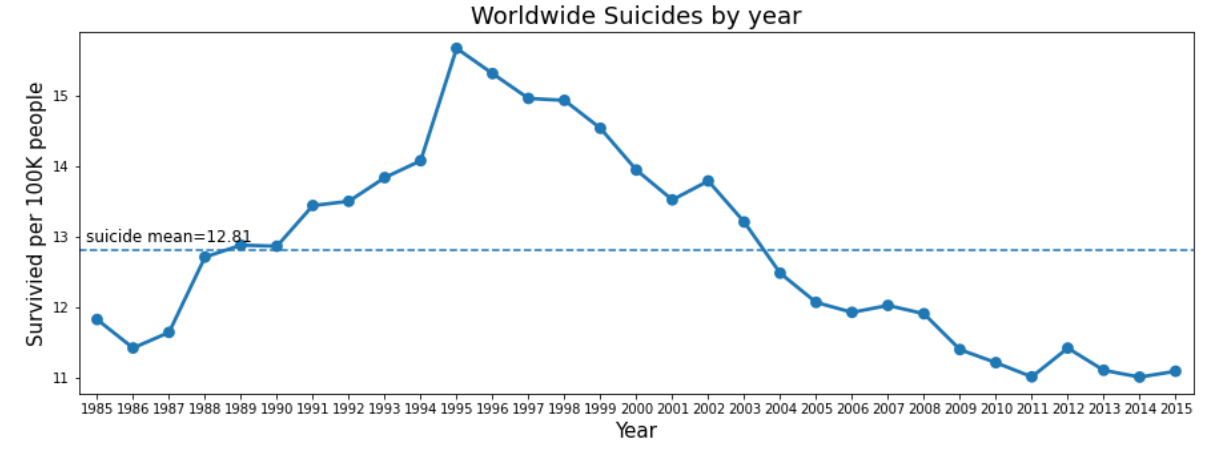 Worldwide Suicides by year
Survivied per 100K people
15
14
13
12
11
suicide mean=12.81
1985 1986 1987 1988 1989 1990 1991 1992 1993 1994 1995 1996 1997 1998 1999 2000 2001 2002 2003 2004 2005 2006 2007 2008 2009 2010 2011 2012 2013 2014 2015
Year